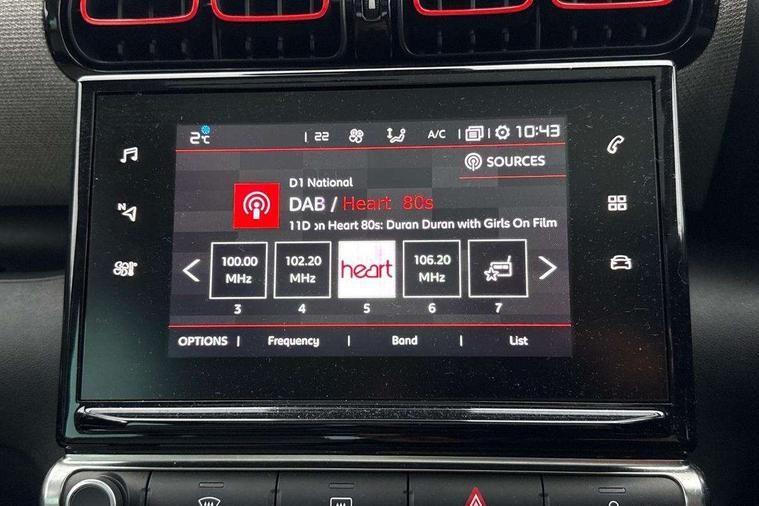 2°C | 22 A/C | | 10:43
SOURCES
D1 National
DAB / Heart 80s
11D on Heart 80s: Duran Duran with Girls On Film
100.00 MHz 102.20 MHz heart 106.20 MHz
3 4 5 6 7
OPTIONS | Frequency | Band | List
N